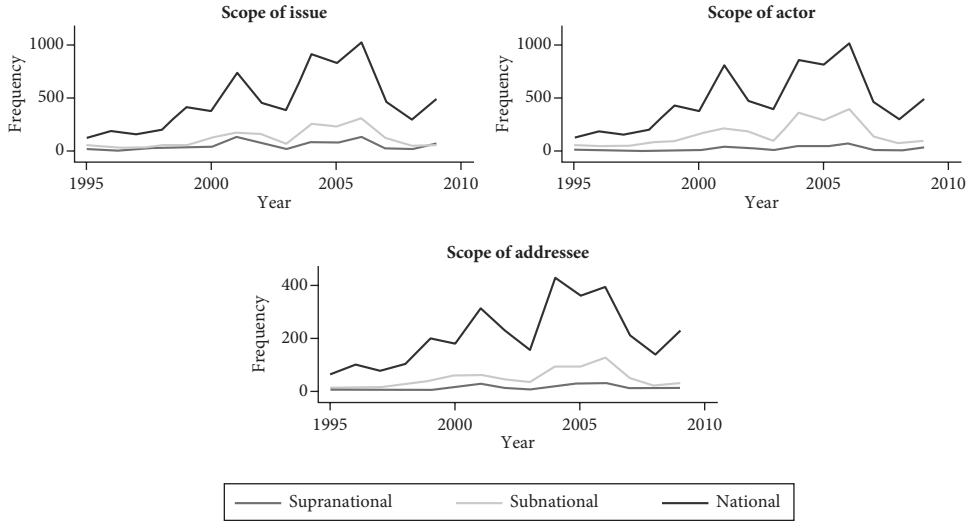 Scope of issue
Frequency
1000
500
0
1995 2000 2005 2010
Year
Scope of actor
Frequency
1000
500
0
1995 2000 2005 2010
Year
Scope of addressee
Frequency
400
200
0
1995 2000 2005 2010
Year
Supranational Subnational National